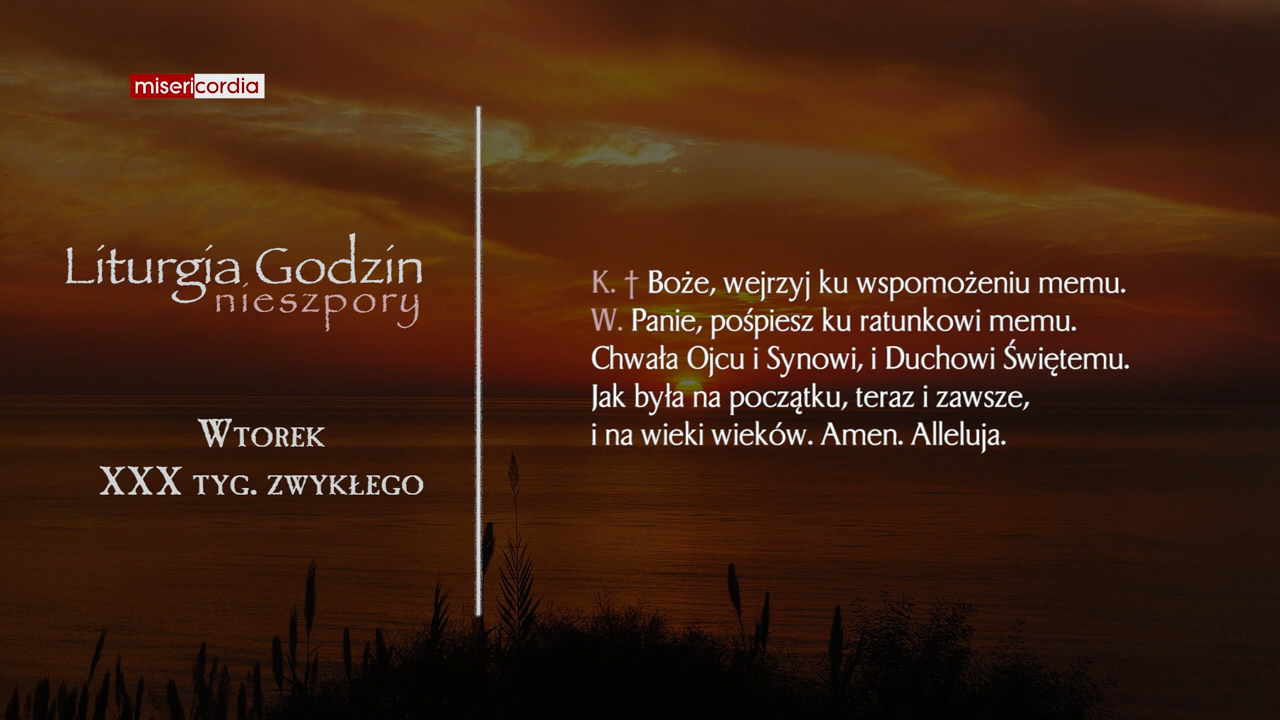 misericordia
Liturgia Godzin
nieszpory
Wtorek
XXX tyg. zwykłego
K. † Boże, wejrzyj ku wspomożeniu memu.
W. Panie, pośpiesz ku ratunkowi memu.
Chwała Ojcu i Synowi, i Duchowi Świętemu.
Jak była na początku, teraz i zawsze,
i na wieki wieków. Amen. Alleluja.